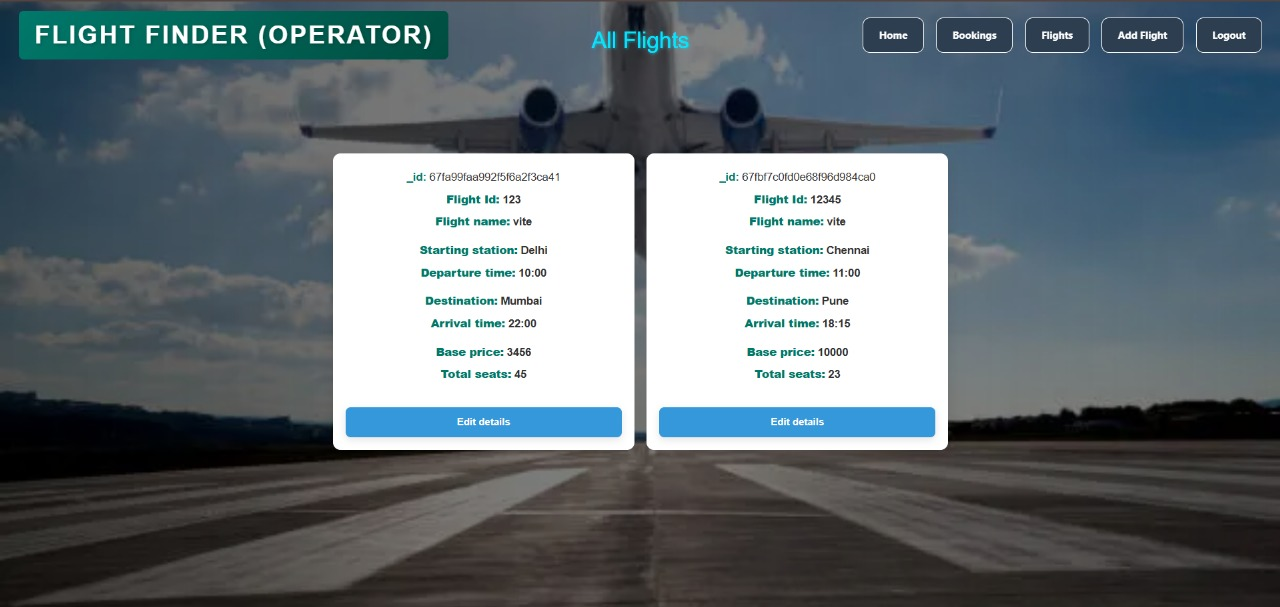 FLIGHT FINDER (OPERATOR)
All Flights
Home
Bookings
Flights
Add Flight
Logout
_id: 67fa99faa992f5f6a2f3ca41
Flight Id: 123
Flight name: vite
Starting station: Delhi
Departure time: 10:00
Destination: Mumbai
Arrival time: 22:00
Base price: 3456
Total seats: 45
Edit details
_id: 67fbf7c0fd0e68f96d984ca0
Flight Id: 12345
Flight name: vite
Starting station: Chennai
Departure time: 11:00
Destination: Pune
Arrival time: 18:15
Base price: 10000
Total seats: 23
Edit details